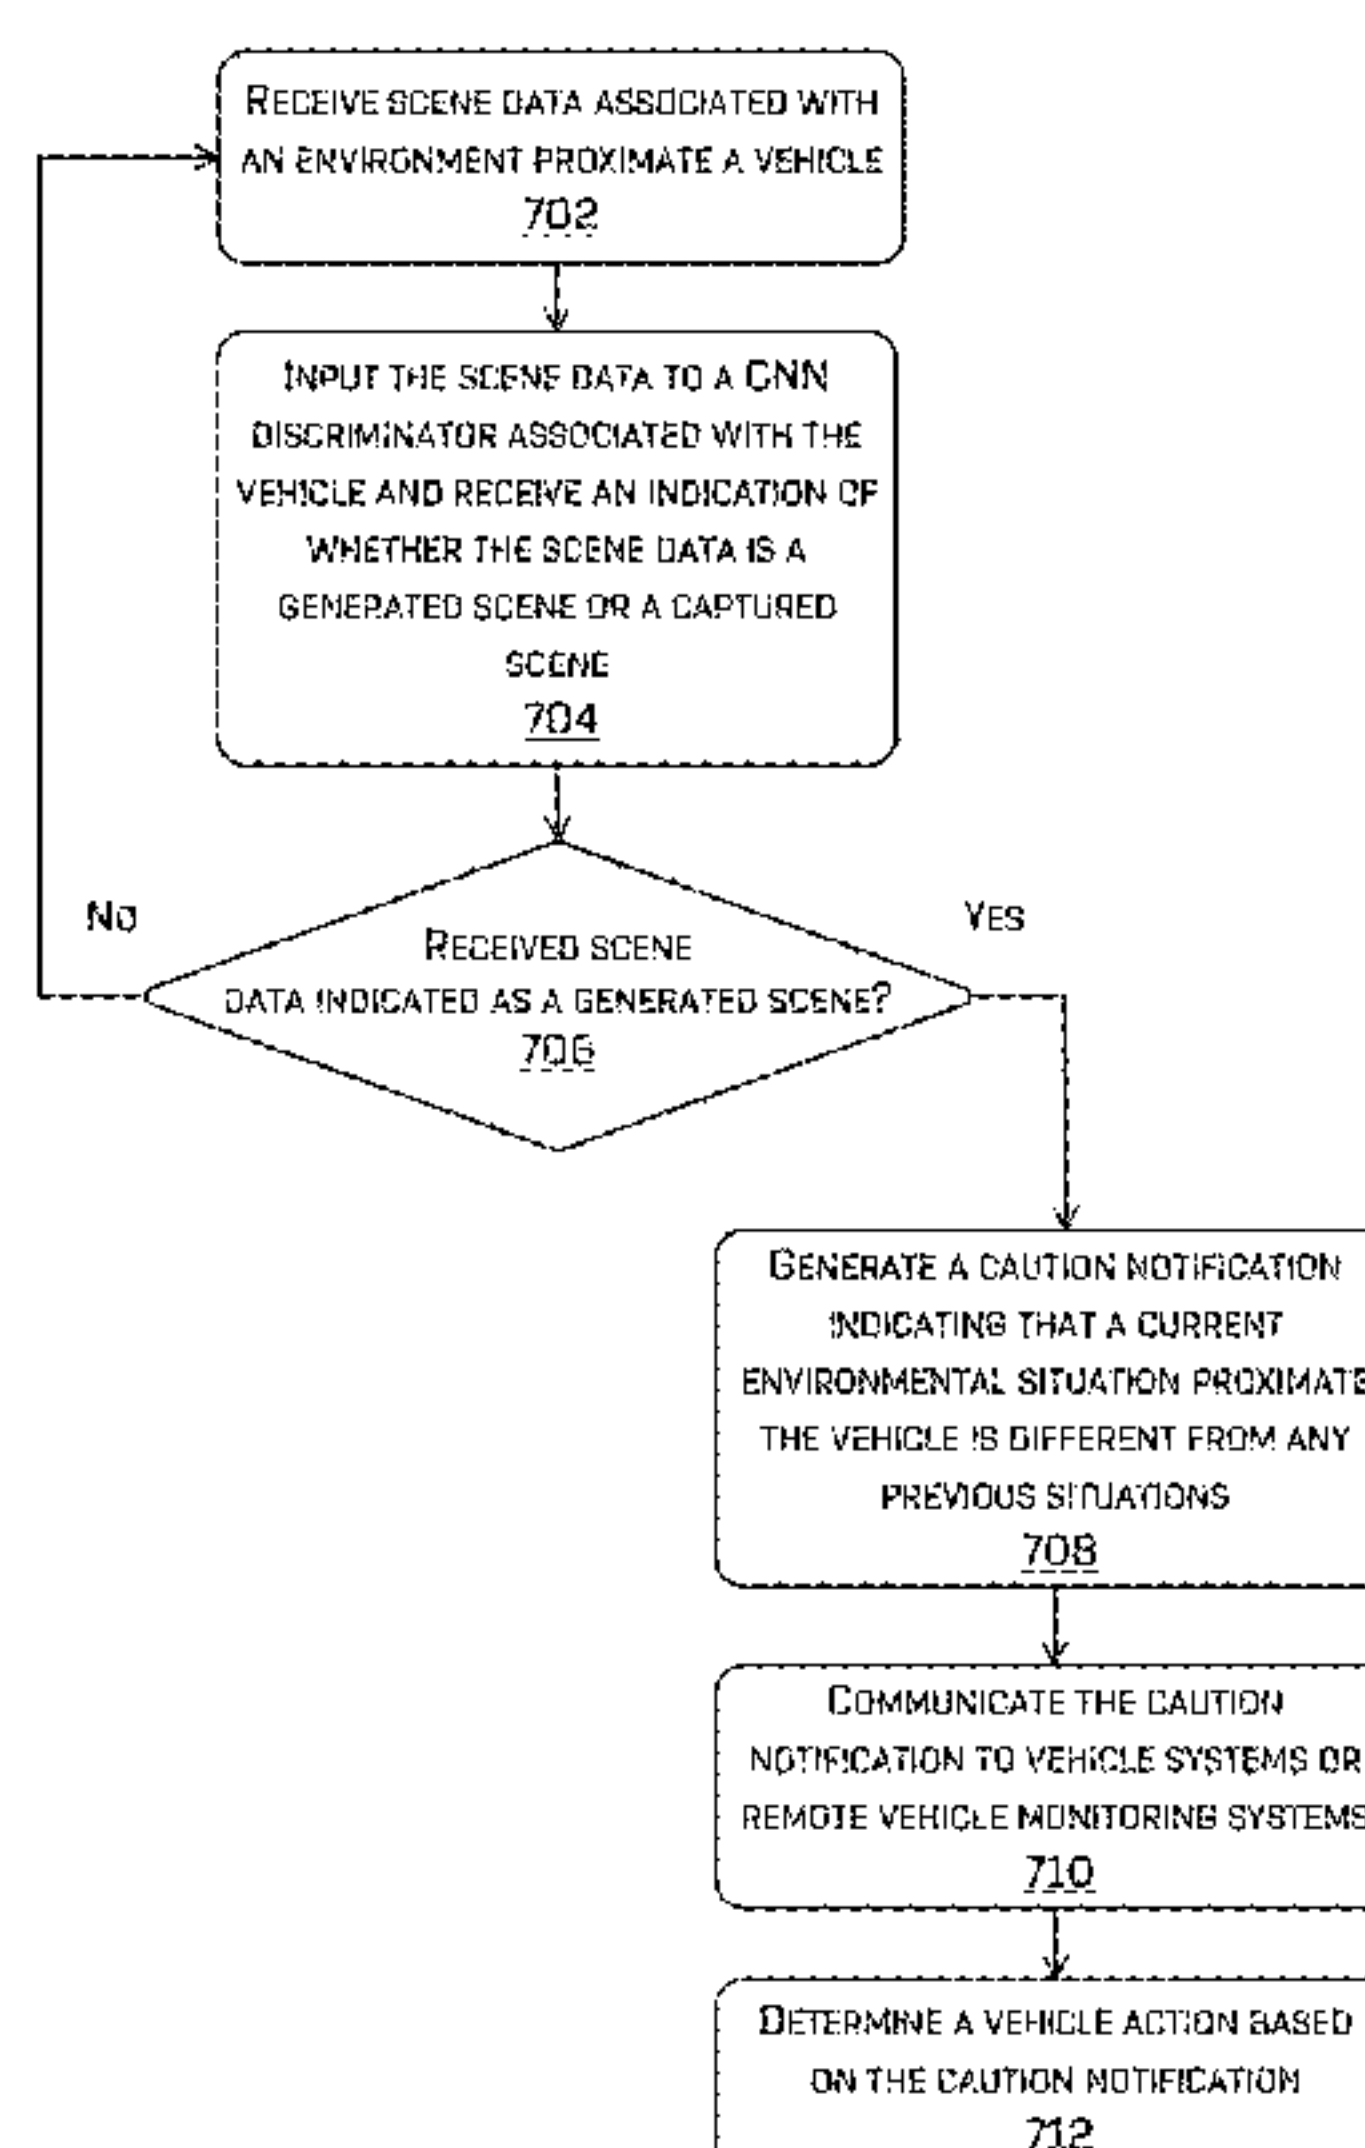 RECEIVE SCENE DATA ASSOCIATED WITH
AN ENVIRONMENT PROXIMATE A VEHICLE
702
INPUT THE SCENE DATA TO A CNN
DISCRIMINATOR ASSOCIATED WITH THE
VEHICLE AND RECEIVE AN INDICATION OF
WHETHER THE SCENE DATA IS A
GENERATED SCENE OR A CAPTURED
SCENE
704
NO
YES
RECEIVED SCENE
DATA INDICATED AS A GENERATED SCENE?
706
GENERATE A CAUTION NOTIFICATION
INDICATING THAT A CURRENT
ENVIRONMENTAL SITUATION PROXIMATE
THE VEHICLE IS DIFFERENT FROM ANY
PREVIOUS SITUATIONS
708
COMMUNICATE THE CAUTION
NOTIFICATION TO VEHICLE SYSTEMS OR
REMOTE VEHICLE MONITORING SYSTEMS
710
DETERMINE A VEHICLE ACTION BASED
ON THE CAUTION NOTIFICATION
712